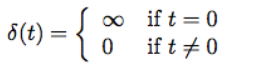 δ(t) = { ∞ if t = 0
0 if t ≠ 0